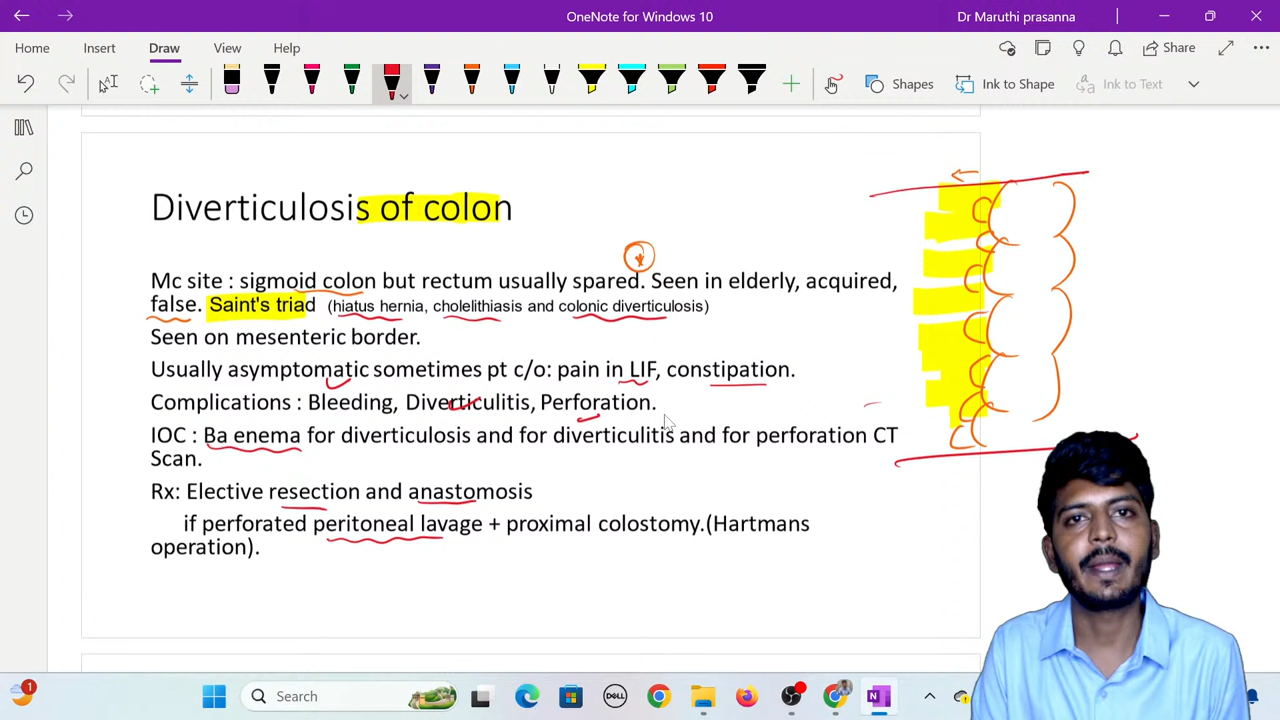 OneNote for Windows 10
Dr Maruthi prasanna
Home Insert Draw View Help
Share
Shapes Ink to Shape Ink to Text
Diverticulosis of colon
Mc site : sigmoid colon but rectum usually spared. Seen in elderly, acquired,
false. Saint's triad (hiatus hernia, cholelithiasis and colonic diverticulosis)
Seen on mesenteric border.
Usually asymptomatic sometimes pt c/o: pain in LIF, constipation.
Complications : Bleeding, Diverticulitis, Perforation.
IOC : Ba enema for diverticulosis and for diverticulitis and for perforation CT
Scan.
Rx: Elective resection and anastomosis
if perforated peritoneal lavage + proximal colostomy.(Hartmans
operation).
1
Search
DELL